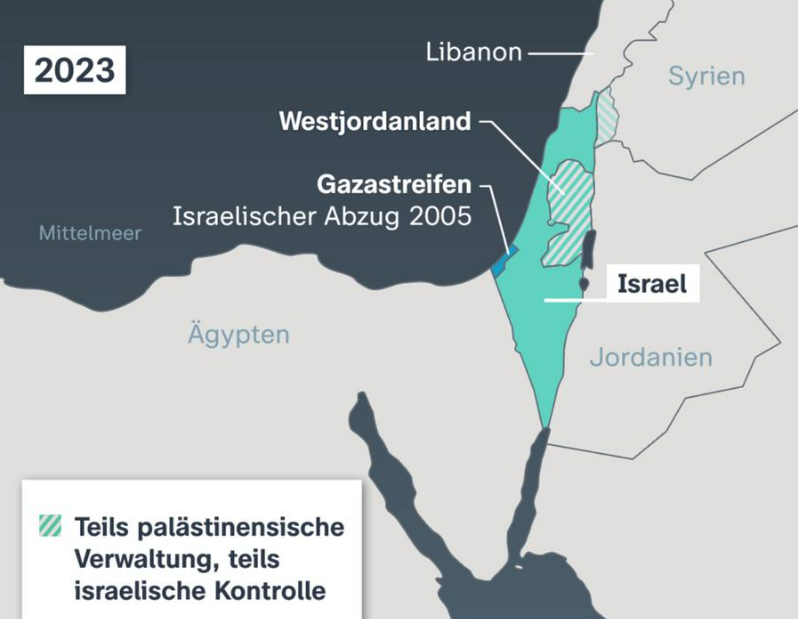 2023
Libanon
Syrien
Westjordanland
Gazastreifen
Israelischer Abzug 2005
Mittelmeer
Israel
Ägypten
Jordanien
Teils palästinensische
Verwaltung, teils
israelische Kontrolle